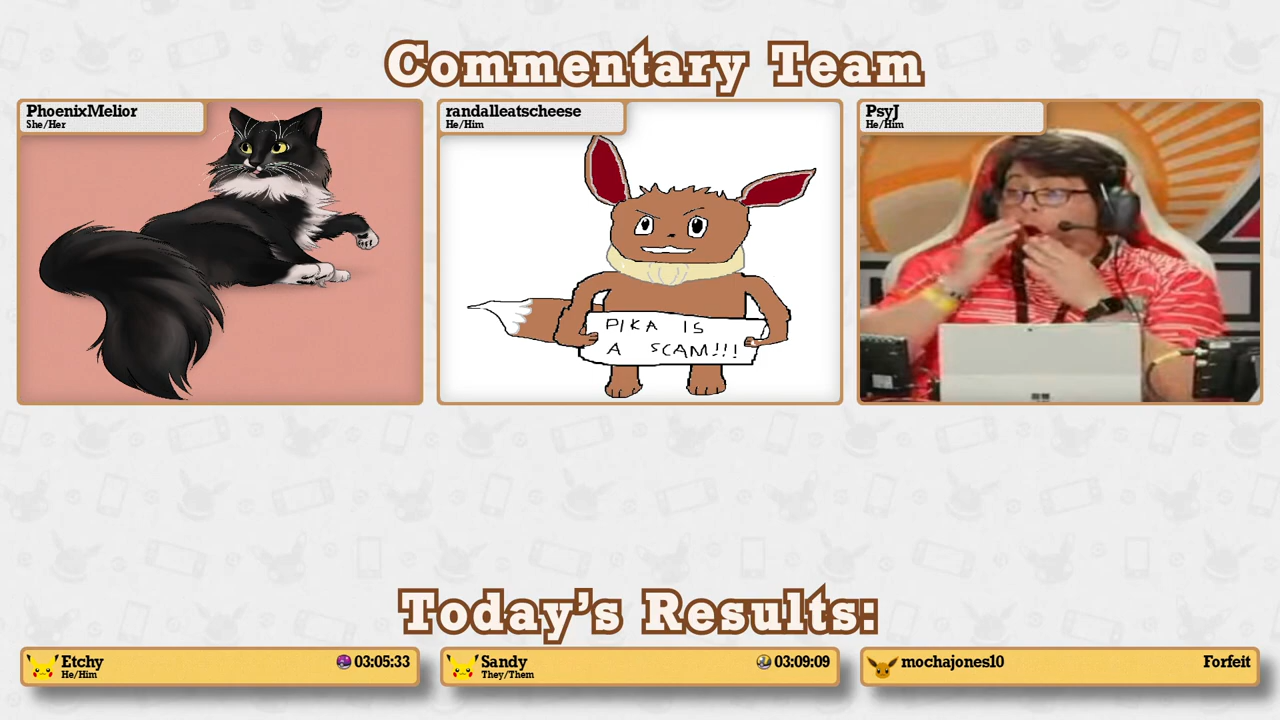 Commentary Team
PhoenixMelior
She/Her
randalleatscheese
He/Him
PsyJ
He/Him
PIKA IS
A SCAM!!!
Today's Results:
Etchy
He/Him
03:05:33
Sandy
They/Them
03:09:09
mochajones10
Forfeit